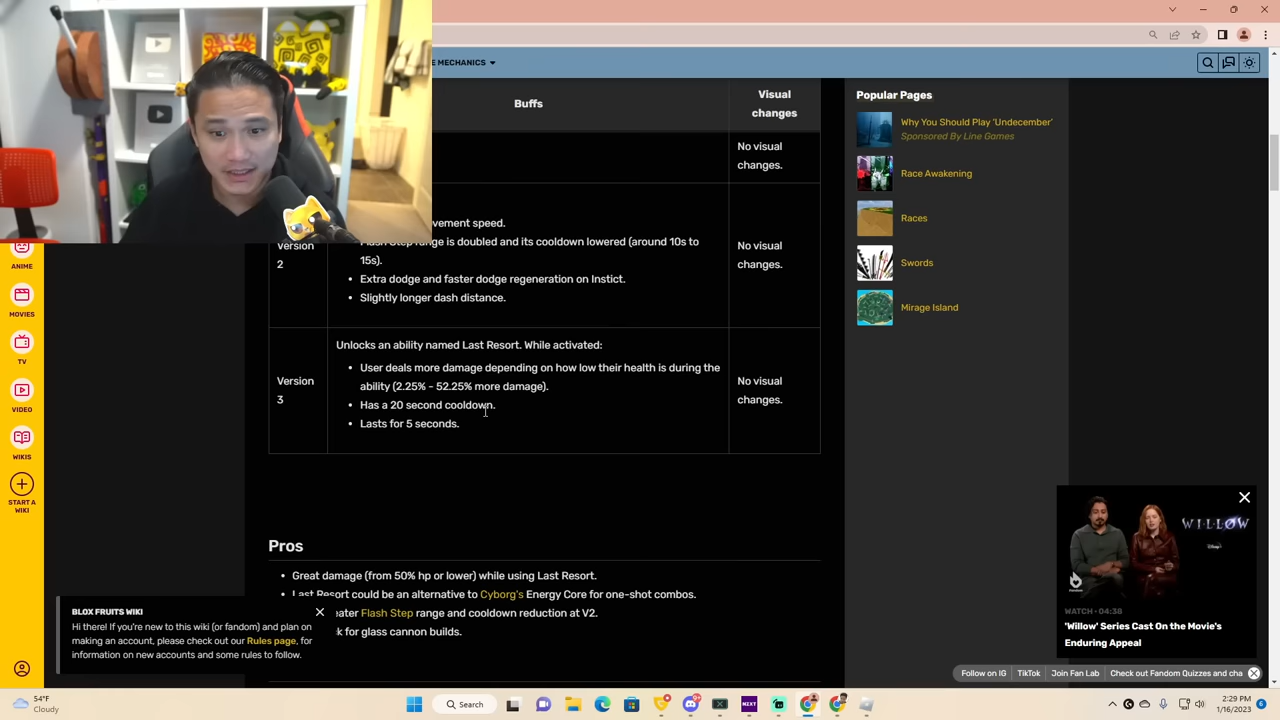 E MECHANICS
Buffs
Visual
changes
No visual
changes.
vement speed.
Version
2
range is doubled and its cooldown lowered (around 10s to
15s).
Extra dodge and faster dodge regeneration on Instict.
Slightly longer dash distance.
No visual
changes.
Version
3
Unlocks an ability named Last Resort. While activated:
User deals more damage depending on how low their health is during the
ability (2.25% - 52.25% more damage).
Has a 20 second cooldown.
Lasts for 5 seconds.
No visual
changes.
Pros
Great damage (from 50% hp or lower) while using Last Resort.
Last Resort could be an alternative to Cyborg's Energy Core for one-shot combos.
eater Flash Step range and cooldown reduction at V2.
k for glass cannon builds.
Popular Pages
Why You Should Play 'Undecember'
Sponsored By Line Games
Race Awakening
Races
Swords
Mirage Island
ANIME
MOVIES
TV
VIDEO
WIKIS
START A
WIKI
BLOX FRUITS WIKI
Hi there! If you're new to this wiki (or fandom) and plan on
making an account, please check out our Rules page, for
information on new accounts and some rules to follow.
WILLOW
Disney+
Fandom
WATCH • 04:38
'Willow' Series Cast On the Movie's
Enduring Appeal
Follow on IG
TikTok
Join Fan Lab
Check out Fandom Quizzes and cha
54°F
Cloudy
Search
NEXT
2:29 PM
1/16/2023